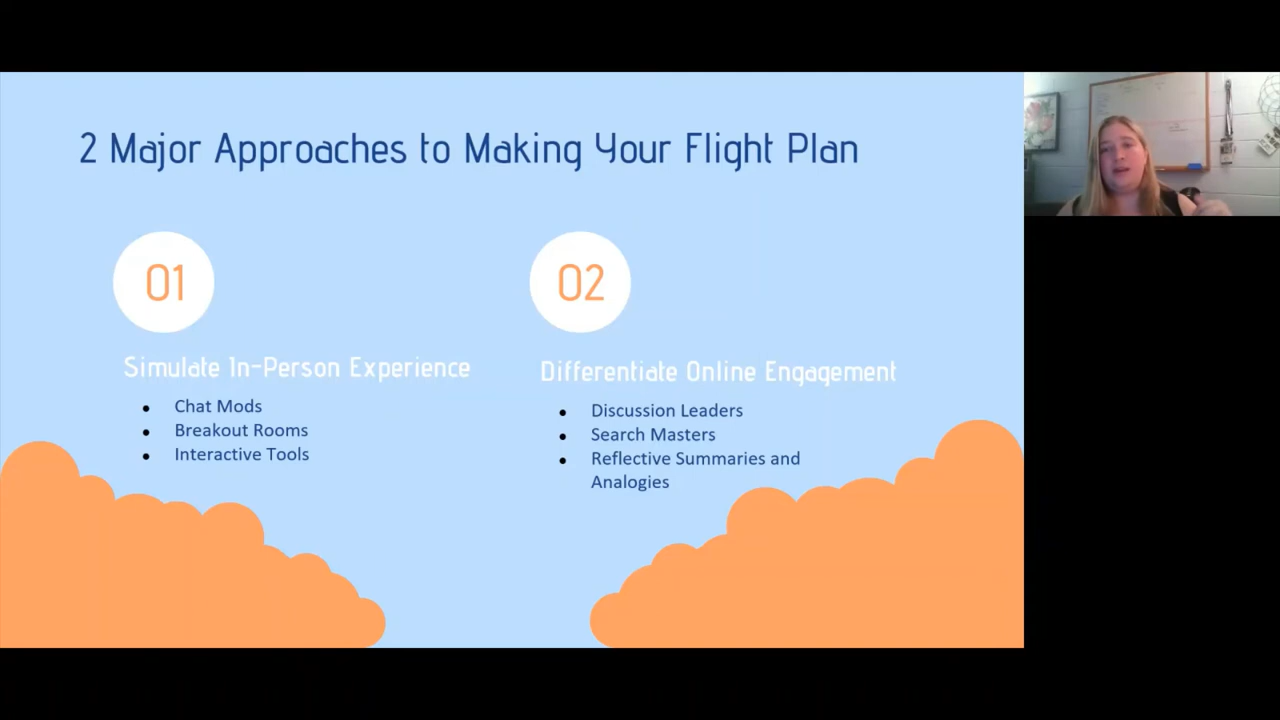 2 Major Approaches to Making Your Flight Plan
01
Simulate In-Person Experience
Chat Mods
Breakout Rooms
Interactive Tools
02
Differentiate Online Engagement
Discussion Leaders
Search Masters
Reflective Summaries and
Analogies